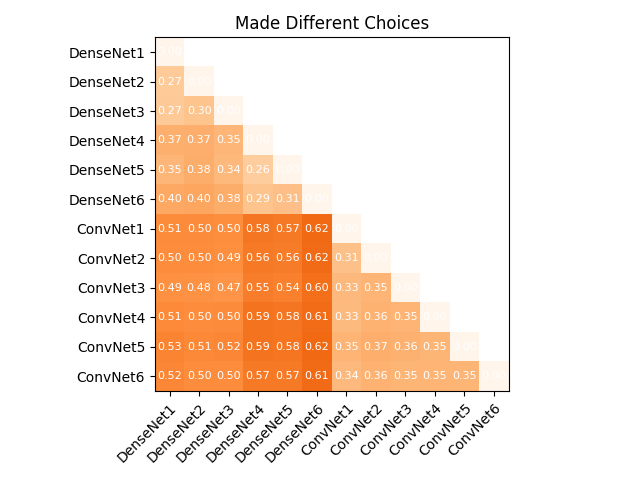 Made Different Choices
DenseNet1
DenseNet2 0.27
DenseNet3 0.27 0.30
DenseNet4 0.37 0.37 0.35
DenseNet5 0.35 0.38 0.34 0.26
DenseNet6 0.40 0.40 0.38 0.29 0.31
ConvNet1 0.51 0.50 0.50 0.58 0.57 0.62 0.00
ConvNet2 0.50 0.50 0.49 0.56 0.56 0.62 0.31
ConvNet3 0.49 0.48 0.47 0.55 0.54 0.60 0.33 0.35
ConvNet4 0.51 0.50 0.50 0.59 0.58 0.61 0.33 0.36 0.35 0.00
ConvNet5 0.53 0.51 0.52 0.59 0.58 0.62 0.35 0.37 0.36 0.35
ConvNet6 0.52 0.50 0.50 0.57 0.57 0.61 0.34 0.36 0.35 0.35 0.35 0.00
DenseNet1 DenseNet2 DenseNet3 DenseNet4 DenseNet5 DenseNet6 ConvNet1 ConvNet2 ConvNet3 ConvNet4 ConvNet5 ConvNet6